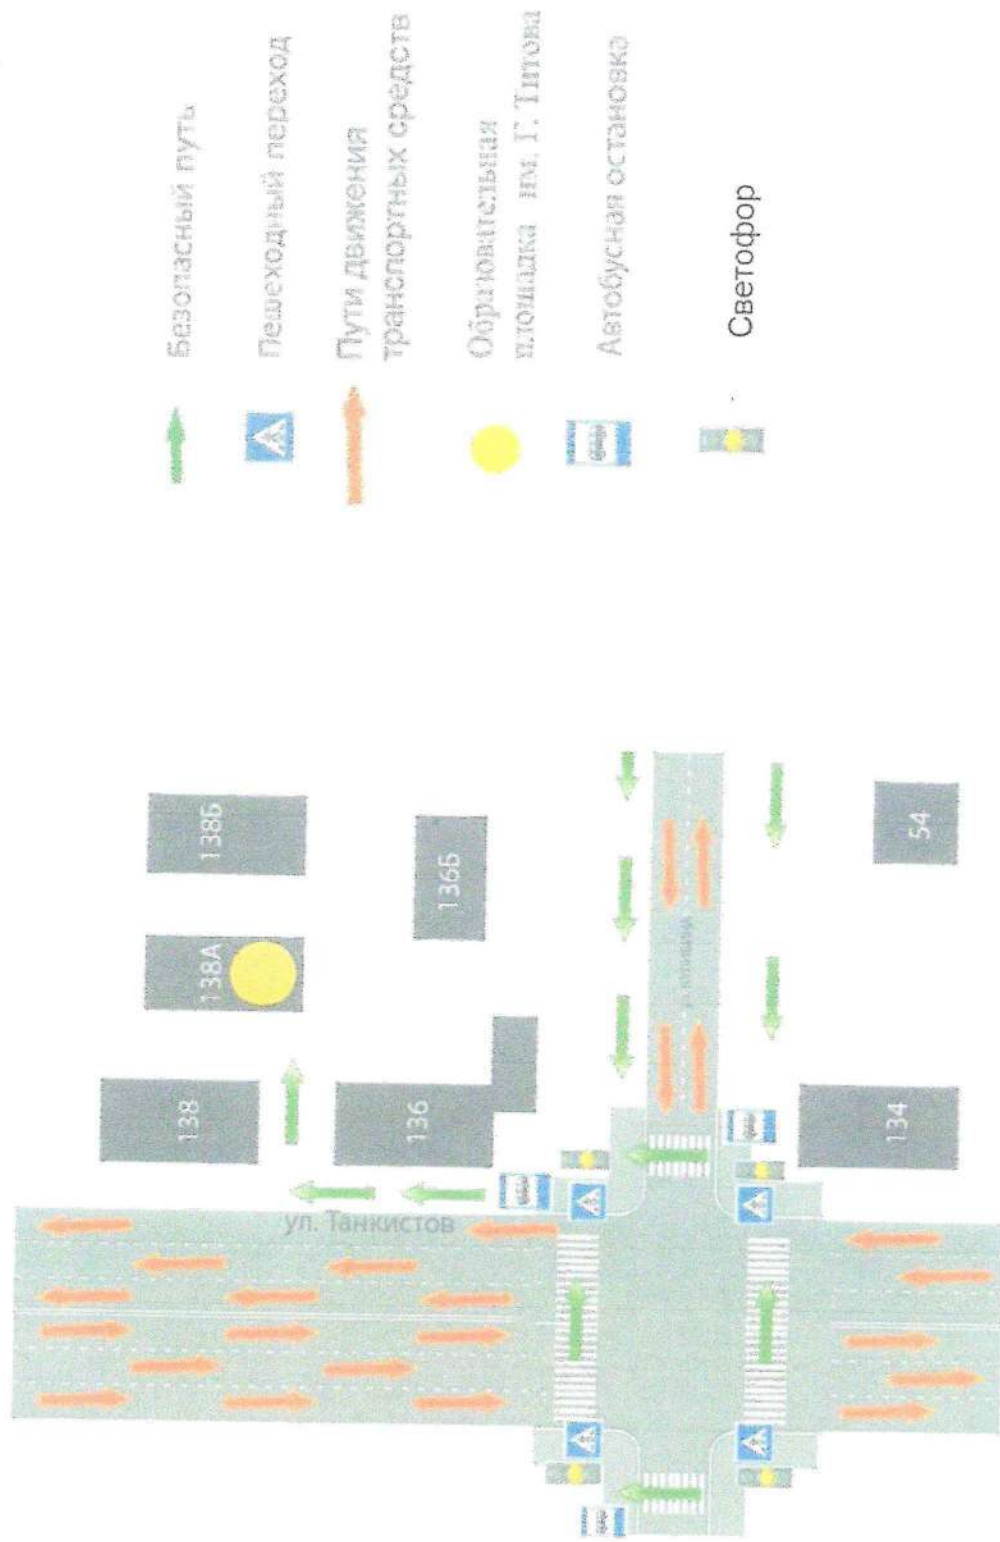 Безопасный путь
Пешеходный переход
Пути движения
транспортных средств
Обрзовательная
площадка им. Г. Титова
Автобусная остановка
Светофор
138
138А
138Б
136
136Б
ул. Танкистов
134
54